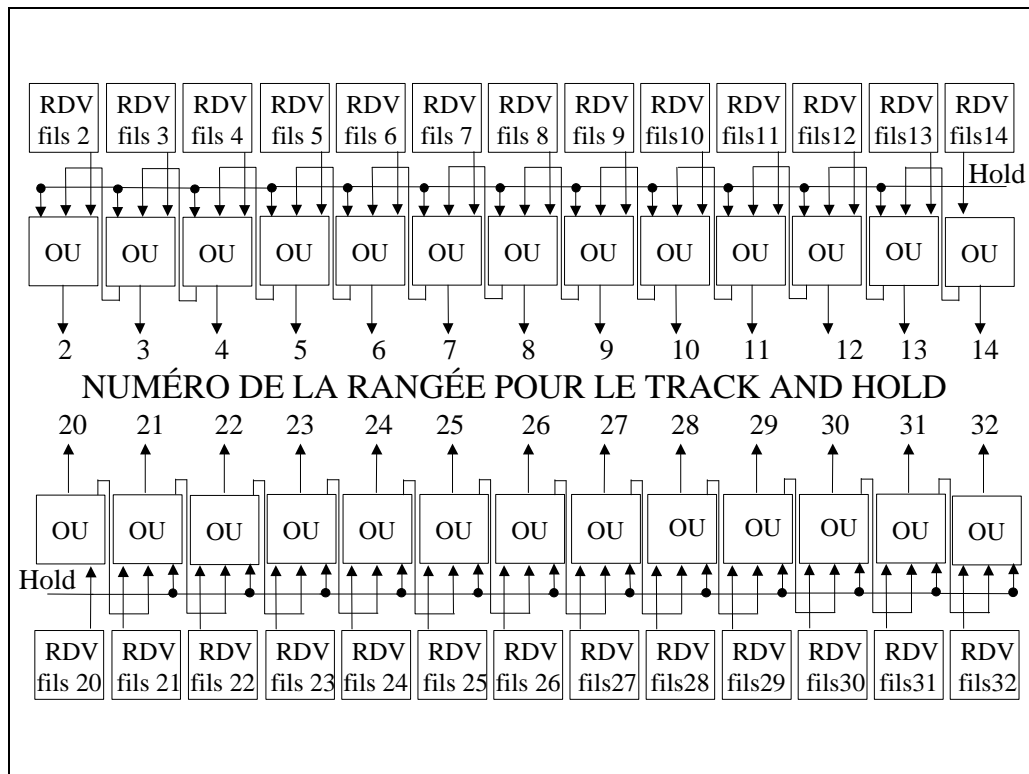 RDV RDV RDV RDV RDV RDV RDV RDV RDV RDV RDV RDV RDV
fils 2 fils 3 fils 4 fils 5 fils 6 fils 7 fils 8 fils 9 fils10 fils11 fils12 fils13 fils14
Hold
OU OU OU OU OU OU OU OU OU OU OU OU OU
2 3 4 5 6 7 8 9 10 11 12 13 14
NUMÉRO DE LA RANGÉE POUR LE TRACK AND HOLD
20 21 22 23 24 25 26 27 28 29 30 31 32
OU OU OU OU OU OU OU OU OU OU OU OU OU
Hold
RDV RDV RDV RDV RDV RDV RDV RDV RDV RDV RDV RDV RDV
fils 20 fils 21 fils 22 fils 23 fils 24 fils 25 fils 26 fils27 fils28 fils29 fils30 fils31 fils32